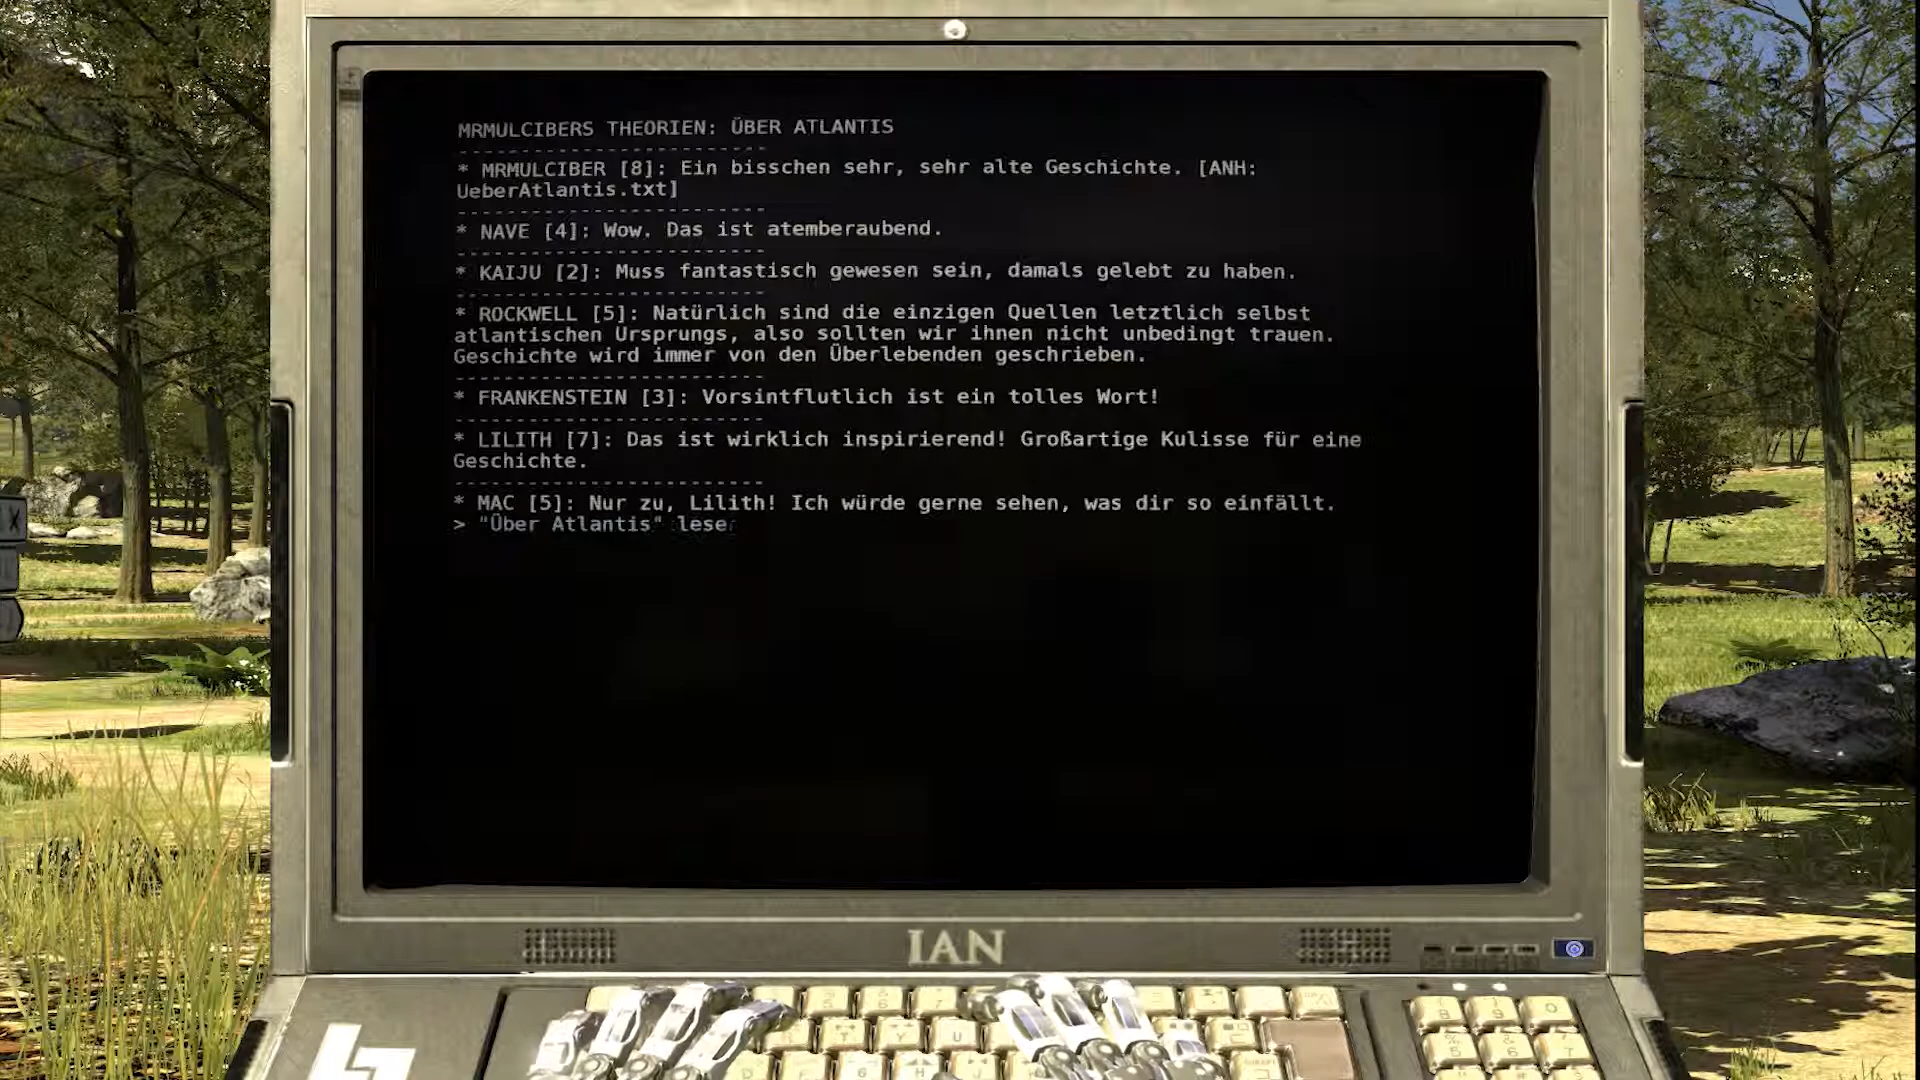 MRMULCIBERS THEORIEN: ÜBER ATLANTIS
-------------------------
* MRMULCIBER [8]: Ein bisschen sehr, sehr alte Geschichte. [ANH:
UeberAtlantis.txt]
-------------------------
* NAVE [4]: Wow. Das ist atemberaubend.
-------------------------
* KAIJU [2]: Muss fantastisch gewesen sein, damals gelebt zu haben.
-------------------------
* ROCKWELL [5]: Natürlich sind die einzigen Quellen letztlich selbst
atlantischen Ursprungs, also sollten wir ihnen nicht unbedingt trauen.
Geschichte wird immer von den Überlebenden geschrieben.
-------------------------
* FRANKENSTEIN [3]: Vorsintflutlich ist ein tolles Wort!
-------------------------
* LILITH [7]: Das ist wirklich inspirierend! Großartige Kulisse für eine
Geschichte.
-------------------------
* MAC [5]: Nur zu, Lilith! Ich würde gerne sehen, was dir so einfällt.
> "Über Atlantis" lese
IAN